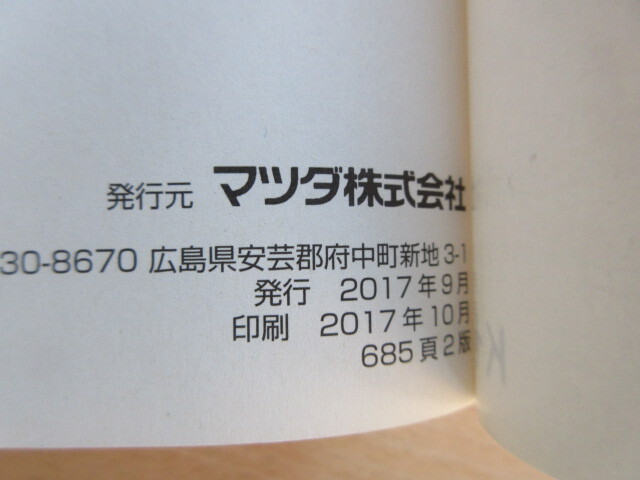 発行元 マツダ株式会社
30-8670 広島県安芸郡府中町新地3-1
発行 2017年9月
印刷 2017年10月
685頁2版